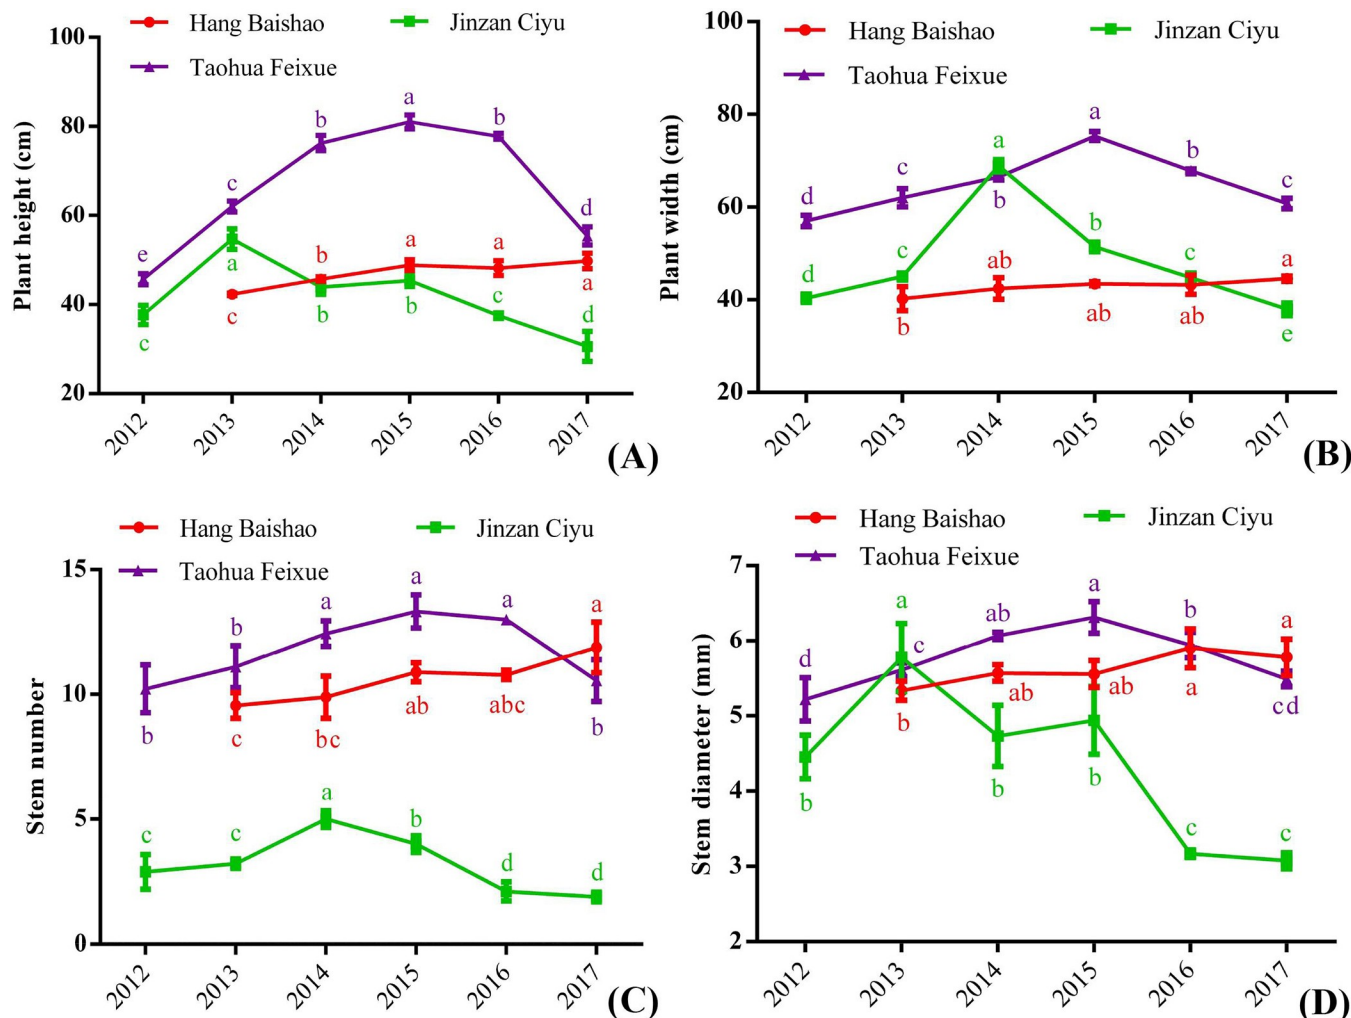 Hang Baishao
Jinzan Ciyu
Taohua Feixue
Plant height (cm)
100
80
60
40
20
e c b a b d
a b b c d
b a a
c c a
c b b
2012 2013 2014 2015 2016 2017
(A)
Hang Baishao
Jinzan Ciyu
Taohua Feixue
Plant width (cm)
100
80
60
40
20
d c a a b c
b b c a
d c ab
b ab ab e
2012 2013 2014 2015 2016 2017
(B)
Hang Baishao
Jinzan Ciyu
Taohua Feixue
Stem number
15
10
5
0
b a a a a
b c bc ab abc b
c c a b d d
2012 2013 2014 2015 2016 2017
(C)
Hang Baishao
Jinzan Ciyu
Taohua Feixue
Stem diameter (mm)
7
6
5
4
3
2
d a c ab a b a
b ab ab a cd
b b b c c
2012 2013 2014 2015 2016 2017
(D)